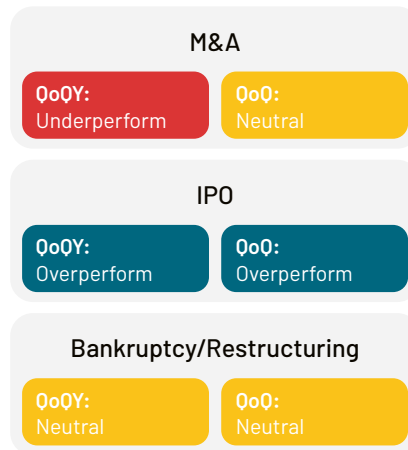 M&A
QoQY:
Underperform
QoQ:
Neutral
IPO
QoQY:
Overperform
QoQ:
Overperform
Bankruptcy/Restructuring
QoQY:
Neutral
QoQ:
Neutral